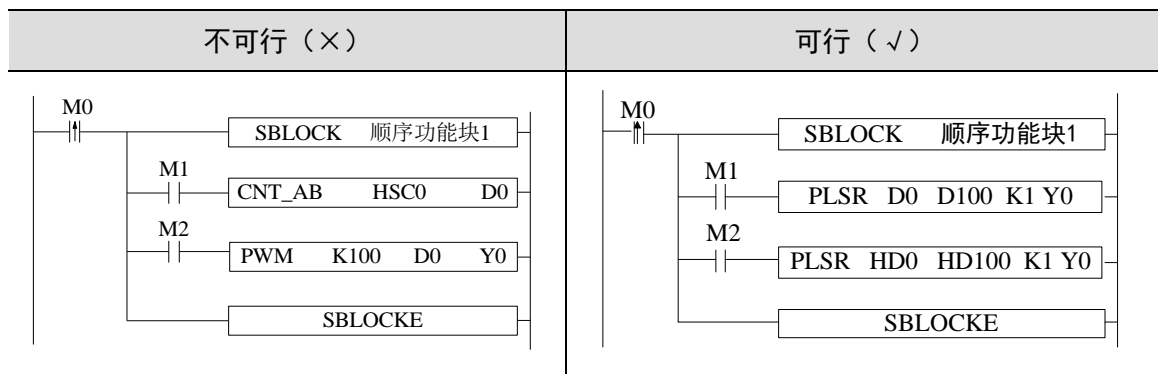 不可行（×）
可行（√）
M0
SBLOCK 顺序功能块1
M1
CNT_AB HSC0 D0
M2
PWM K100 D0 Y0
SBLOCKE
M0
SBLOCK 顺序功能块1
M1
PLSR D0 D100 K1 Y0
M2
PLSR HD0 HD100 K1 Y0
SBLOCKE